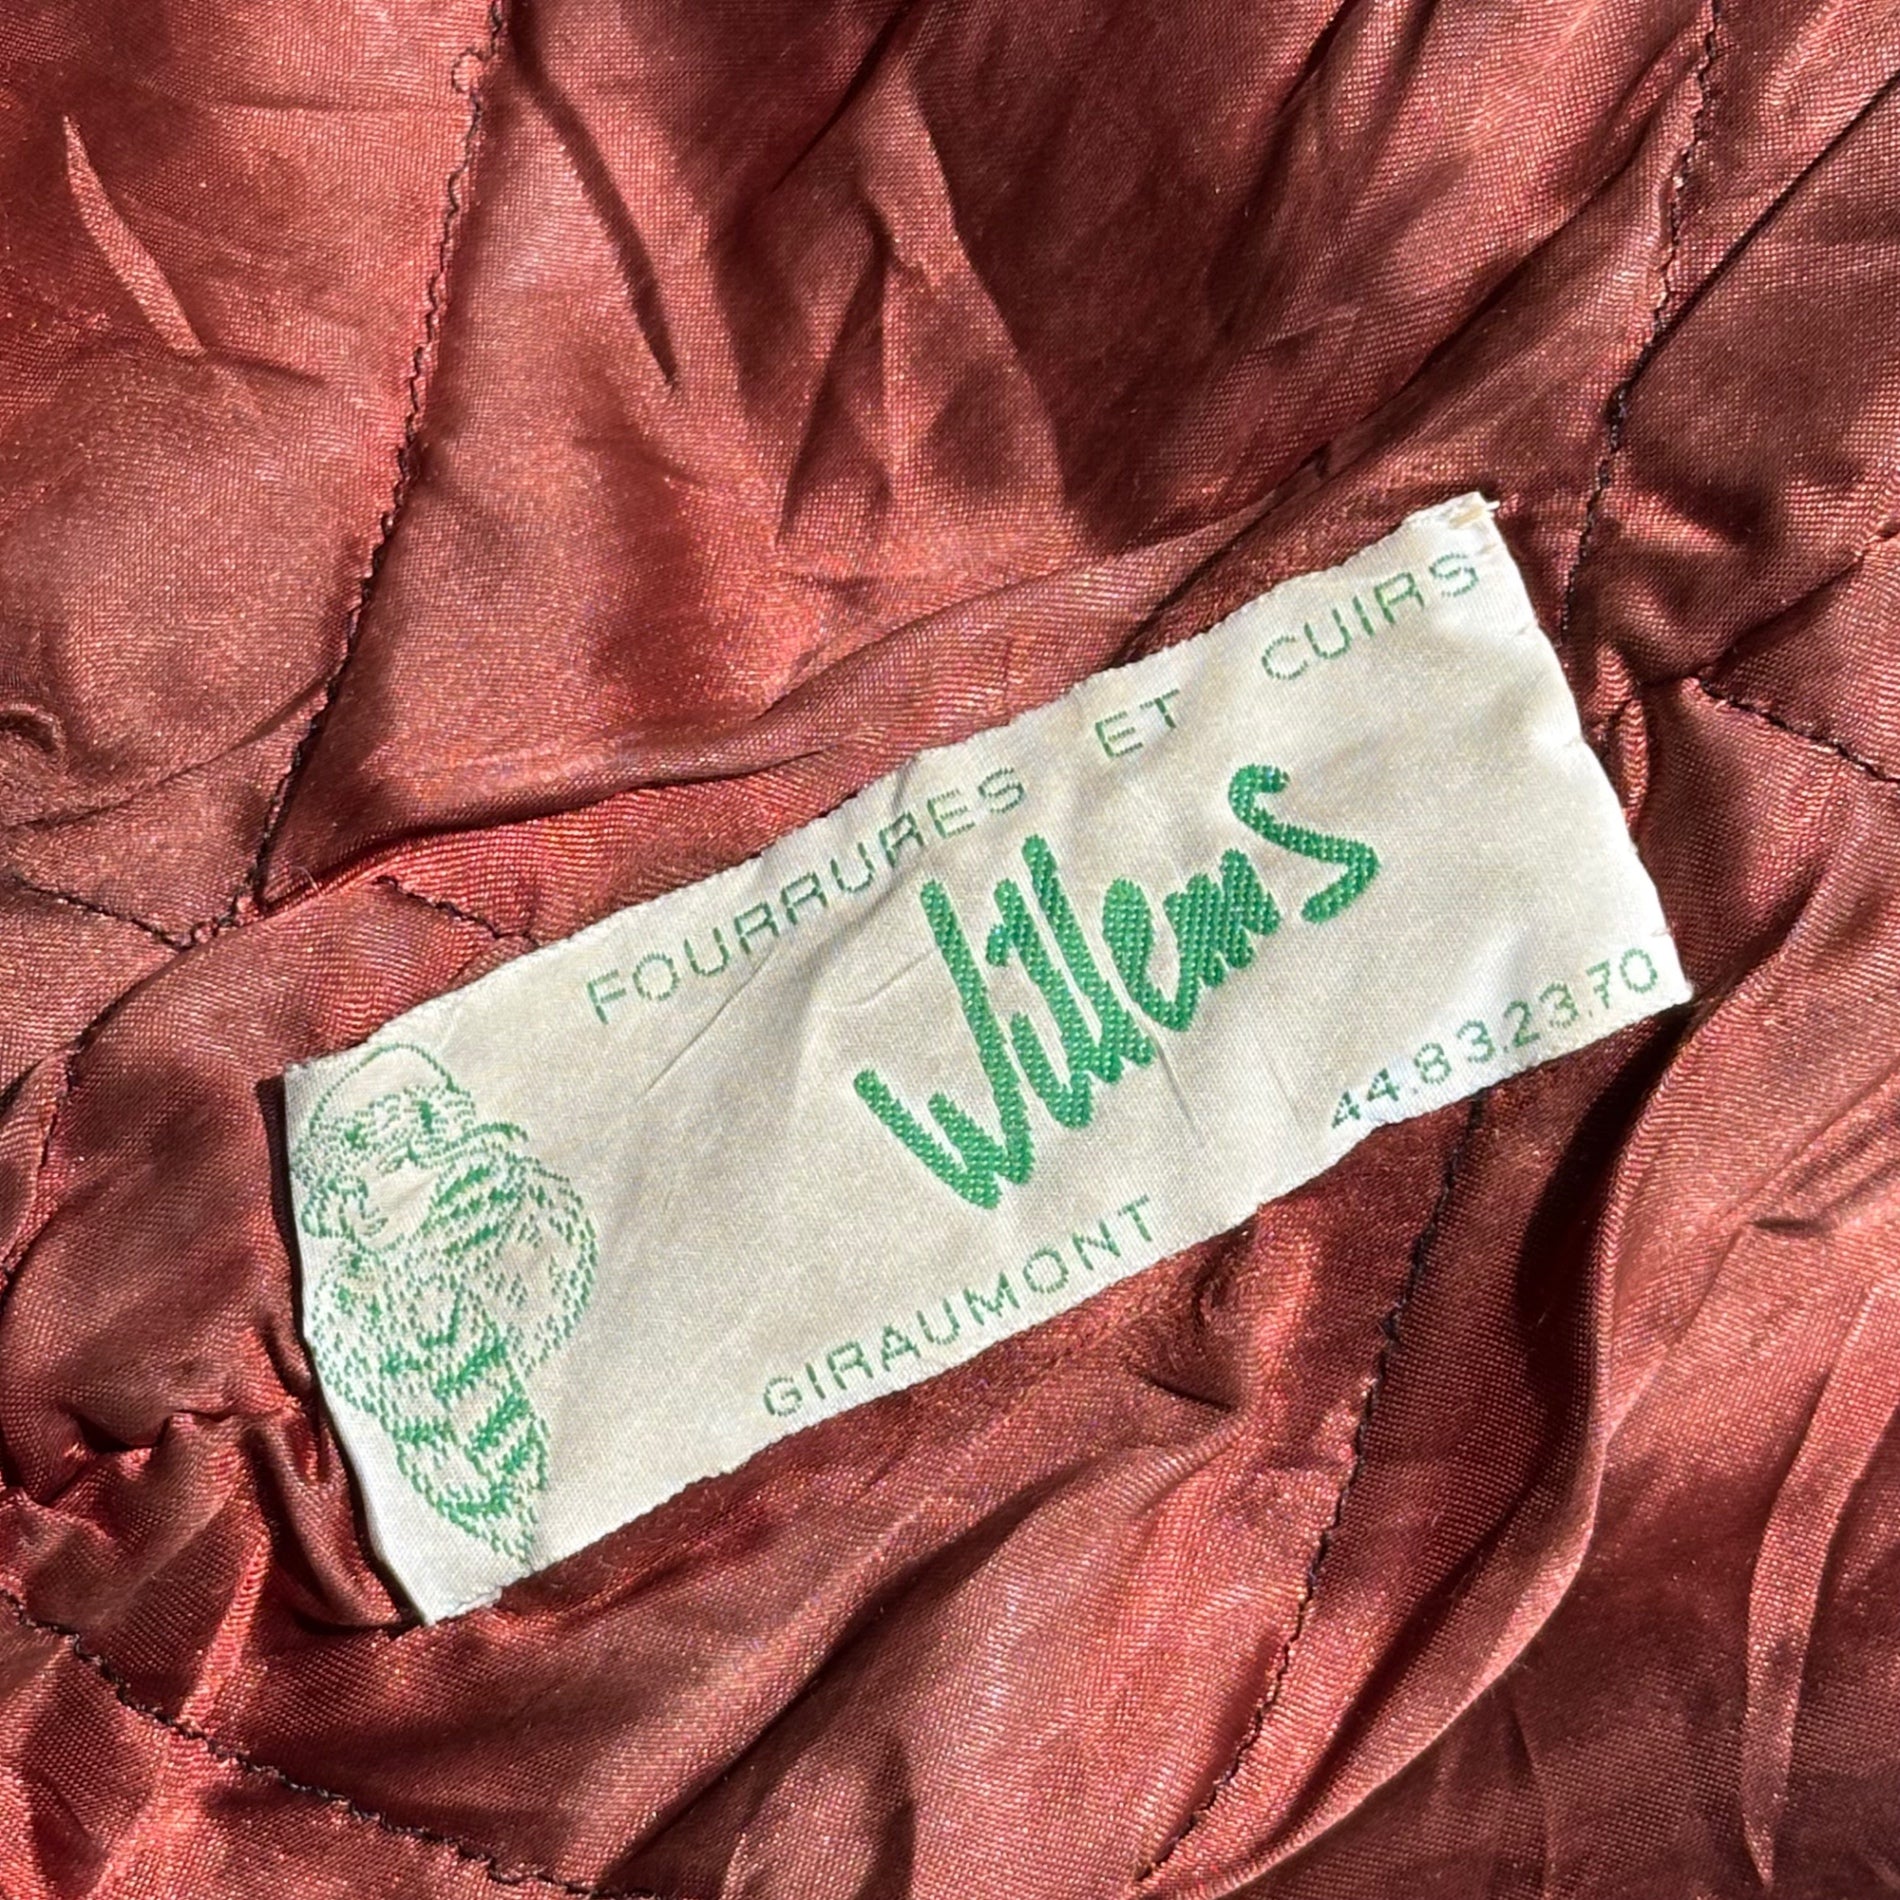 FOURRURES ET CUIRS
Willems
GIRAUMONT 44.83.23.70